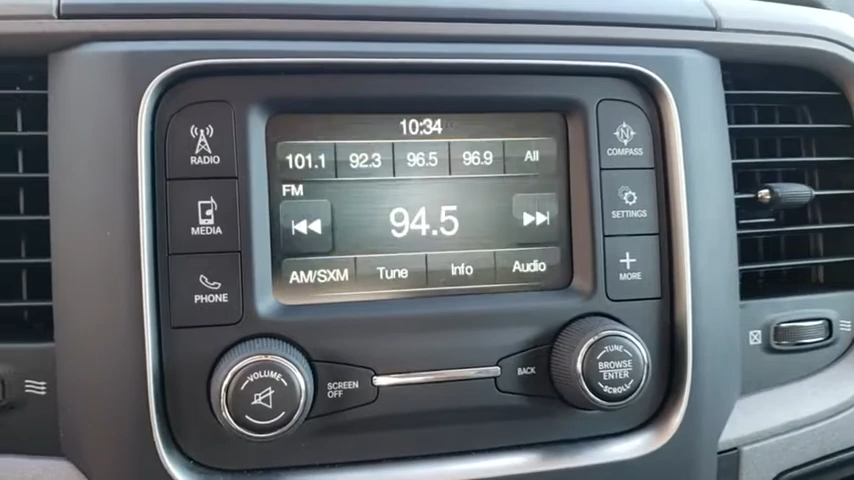 10:34
101.1 92.3 96.5 96.9 All
FM
94.5
AM/SXM Tune Info Audio
RADIO
MEDIA
PHONE
COMPASS
N
SETTINGS
MORE
VOLUME
SCREEN
OFF
BACK
TUNE
BROWSE
ENTER
SCROLL